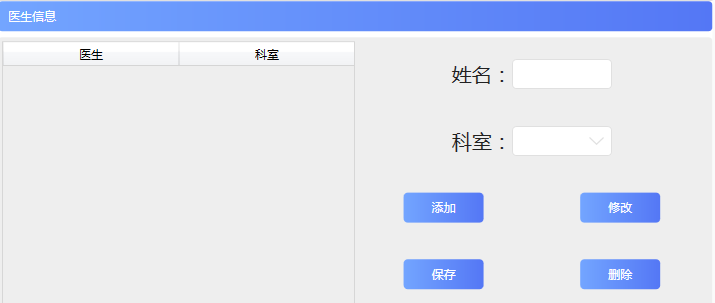 医生信息
医生 科室
姓名：
科室：
添加 修改
保存 删除